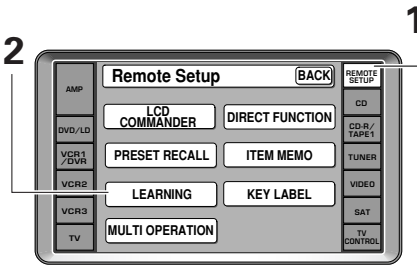 1
2
Remote Setup
BACK
REMOTE
SETUP
AMP
DVD/LD
VCR1
/DVR
VCR2
VCR3
TV
LCD
COMMANDER
DIRECT FUNCTION
PRESET RECALL
ITEM MEMO
LEARNING
KEY LABEL
MULTI OPERATION
CD
CD-R/
TAPE1
TUNER
VIDEO
SAT
TV
CONTROL